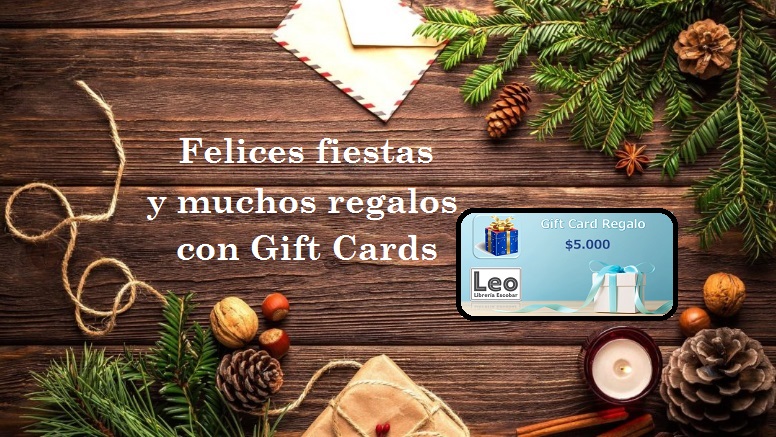 Felices fiestas
y muchos regalos
con Gift Cards
Gift Card Regalo
$5.000
Leo
Librería Escobar